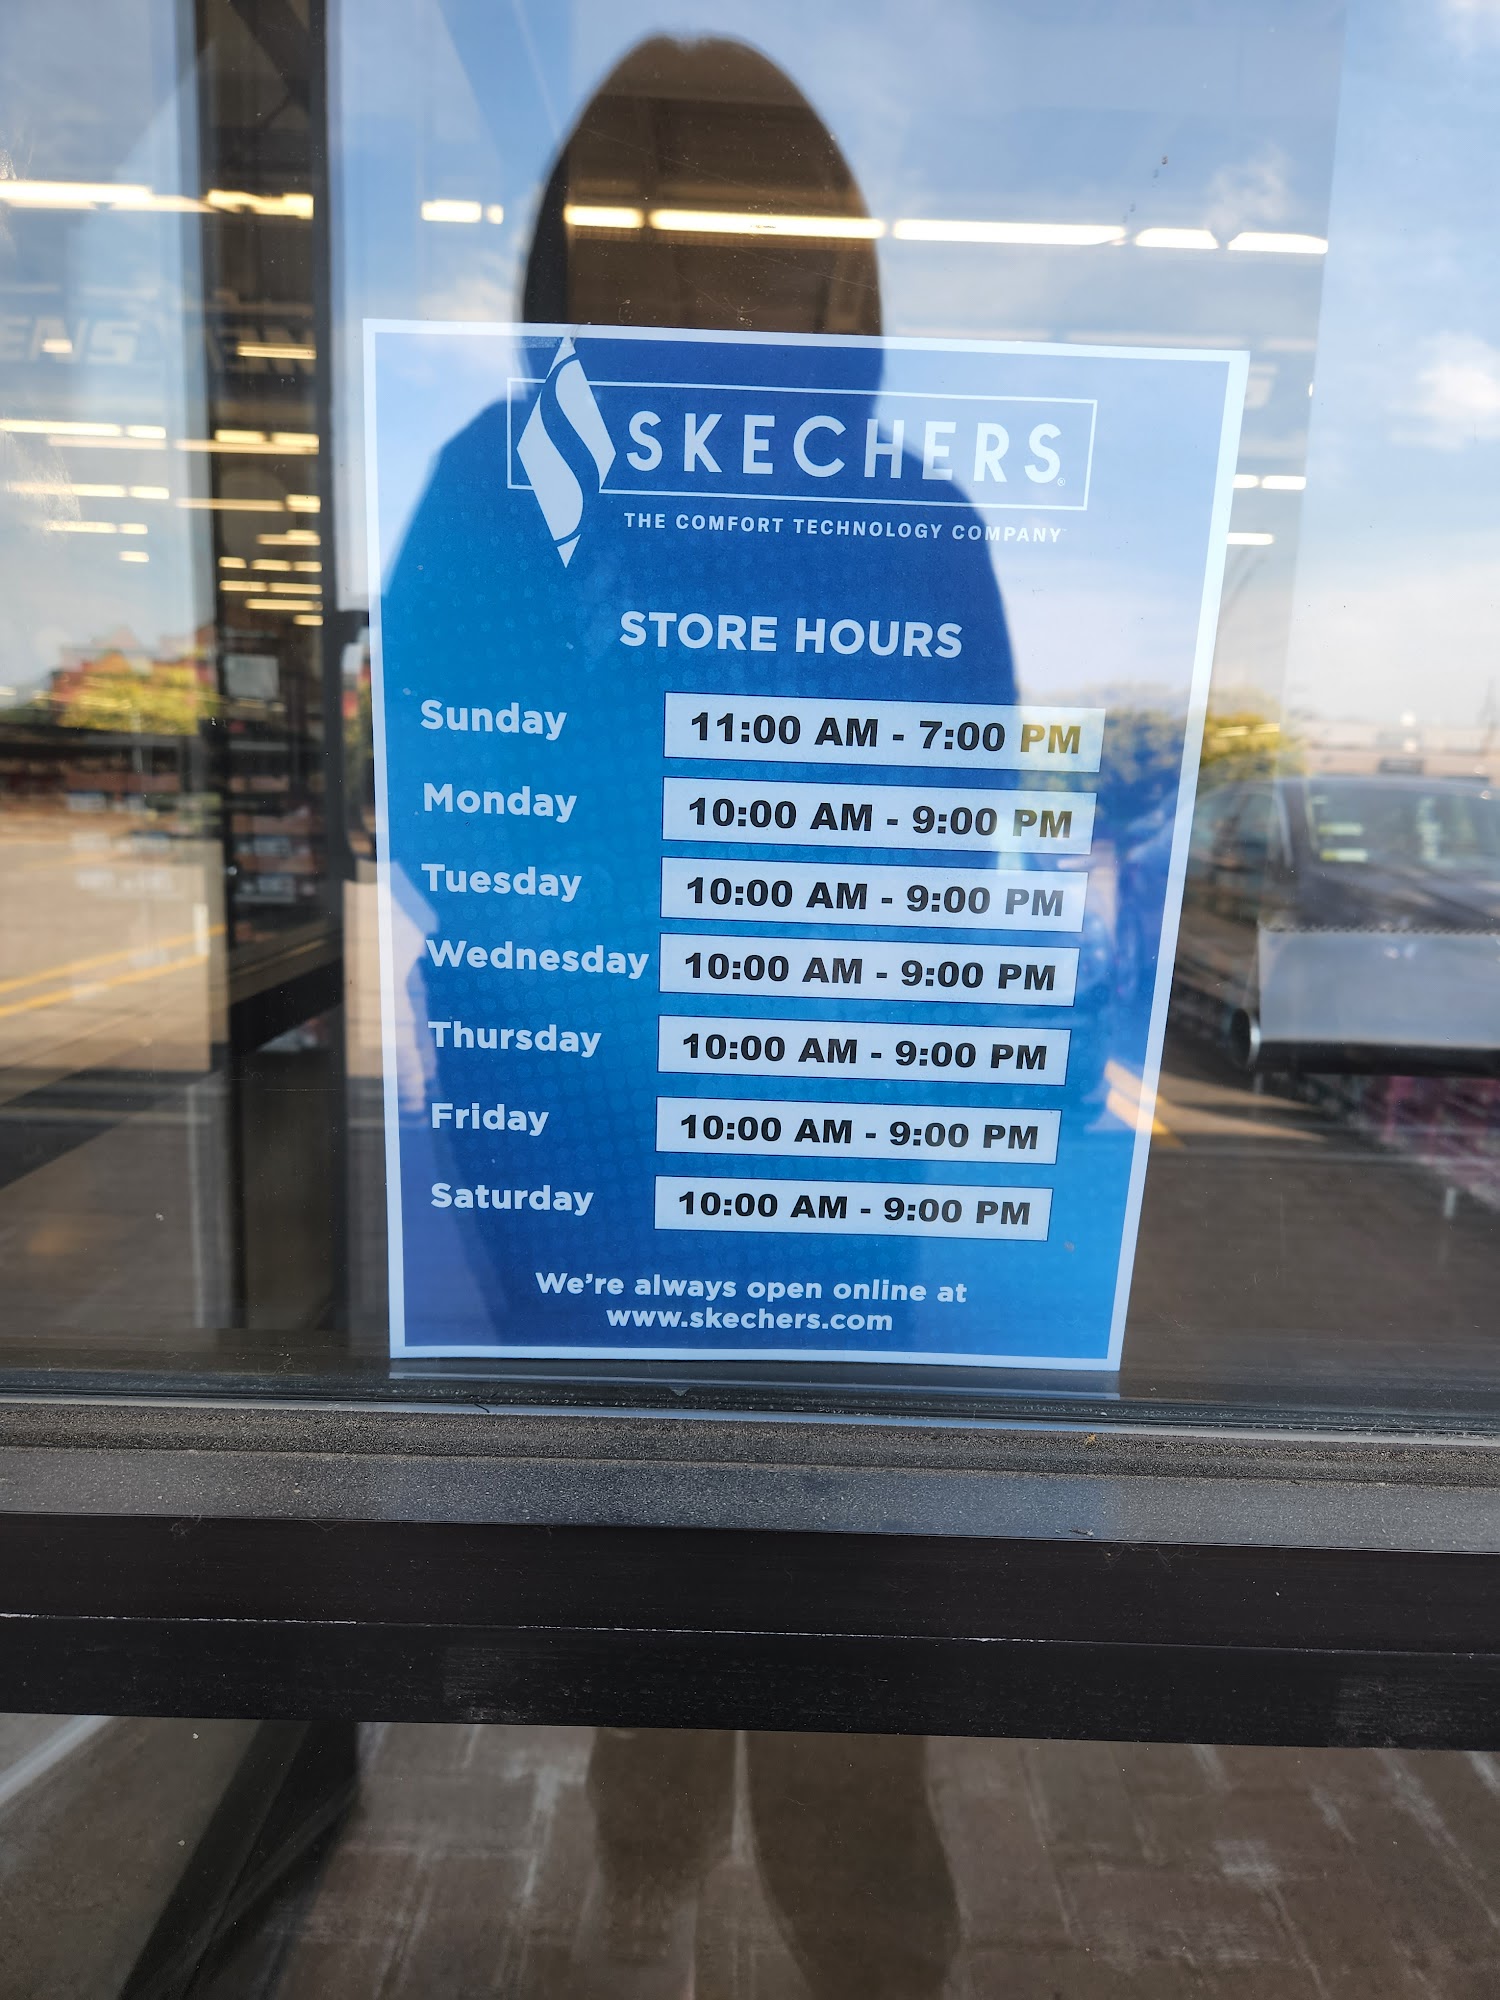 SKECHERS®
THE COMFORT TECHNOLOGY COMPANY™
STORE HOURS
Sunday 11:00 AM - 7:00 PM
Monday 10:00 AM - 9:00 PM
Tuesday 10:00 AM - 9:00 PM
Wednesday 10:00 AM - 9:00 PM
Thursday 10:00 AM - 9:00 PM
Friday 10:00 AM - 9:00 PM
Saturday 10:00 AM - 9:00 PM
We're always open online at
www.skechers.com